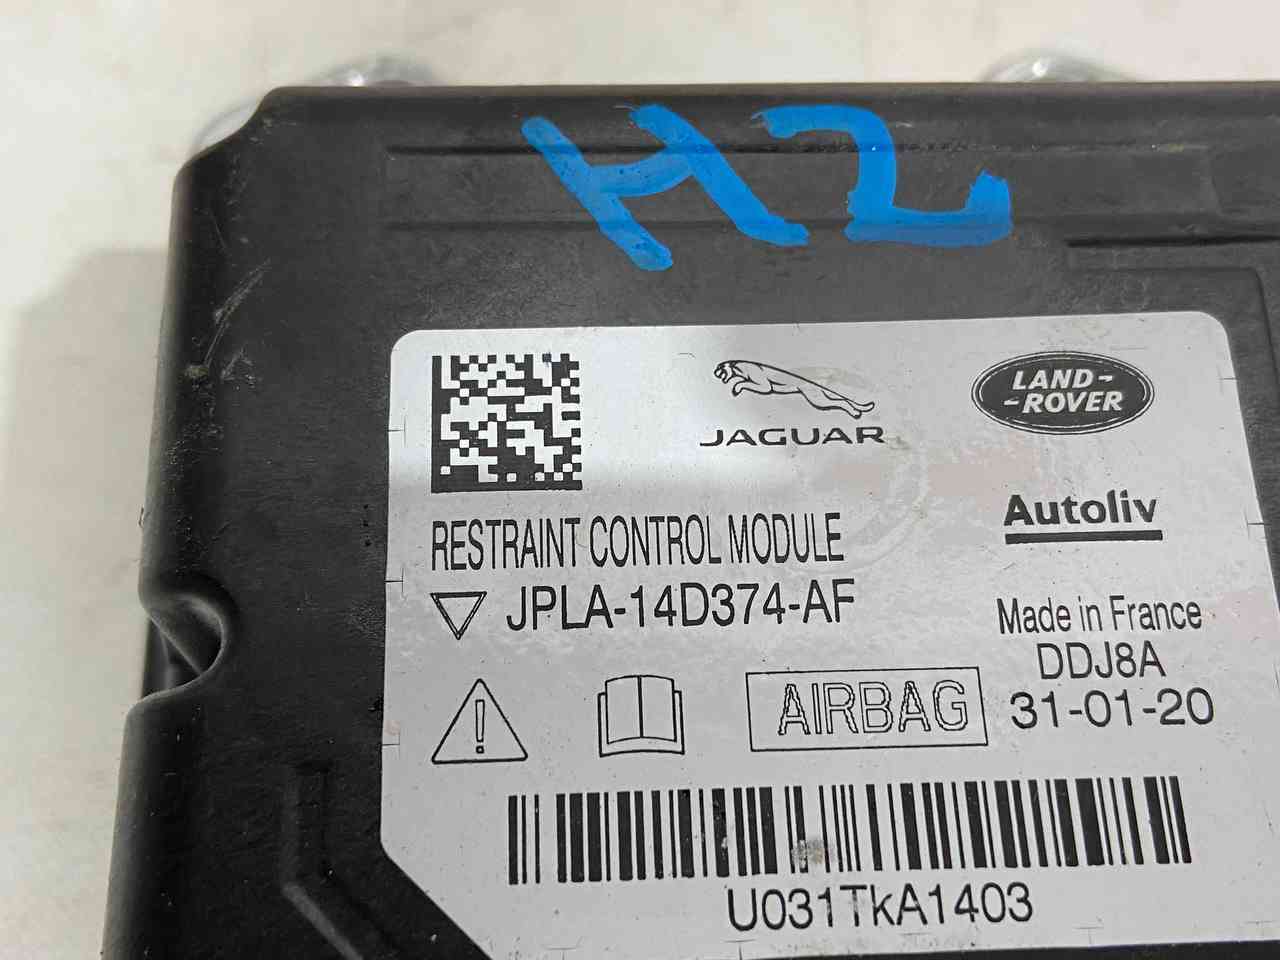 H2
JAGUAR
LAND-
-ROVER
Autoliv
RESTRAINT CONTROL MODULE
JPLA-14D374-AF
Made in France
DDJ8A
31-01-20
AIRBAG
U031TkA1403